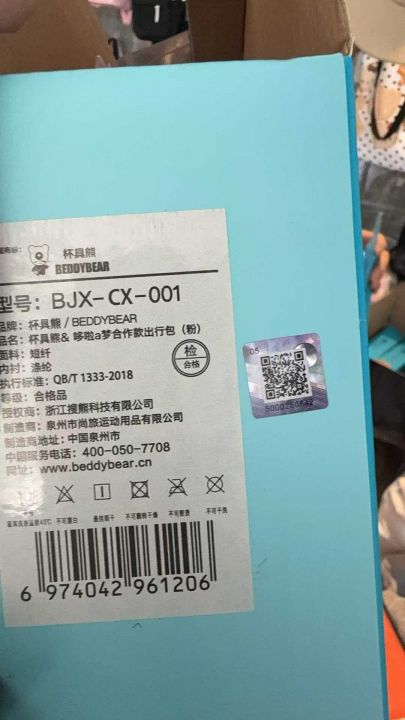 杯具熊
BEDDYBEAR
型号: BJX-CX-001
品牌: 杯具熊/BEDDYBEAR
品名: 杯具熊& 哆啦a梦合作款出行包（粉）
面料: 短纤
内衬: 涤纶
执行标准: QB/T 1333-2018
等级: 合格品
授权商: 浙江搜熊科技有限公司
制造商: 泉州市尚旅运动用品有限公司
制造商地址: 中国泉州市
中国服务电话: 400-050-7708
网址: www.beddybear.cn
检
合格
05
不可漂白 悬挂晾干 不可翻转干燥 不可熨烫 不可干洗
6 974042 961206